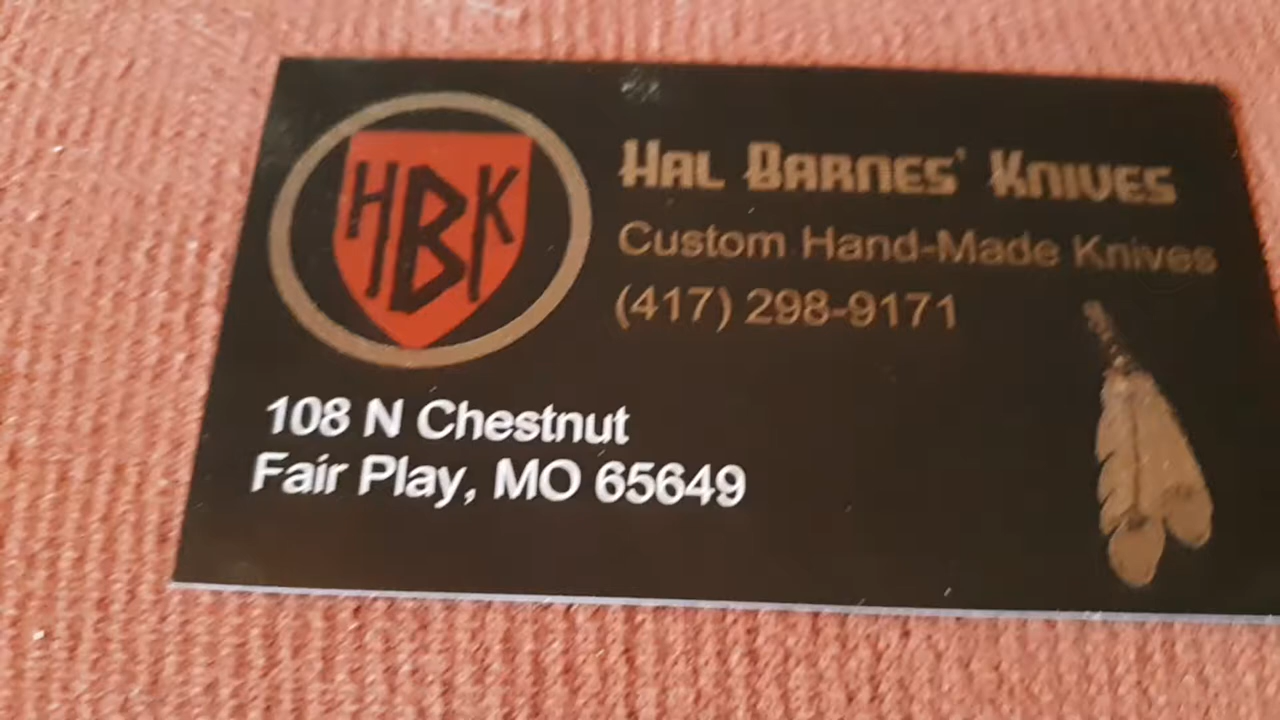 HBK
HAL BARNES' KNIVES
Custom Hand-Made Knives
(417) 298-9171
108 N Chestnut
Fair Play, MO 65649